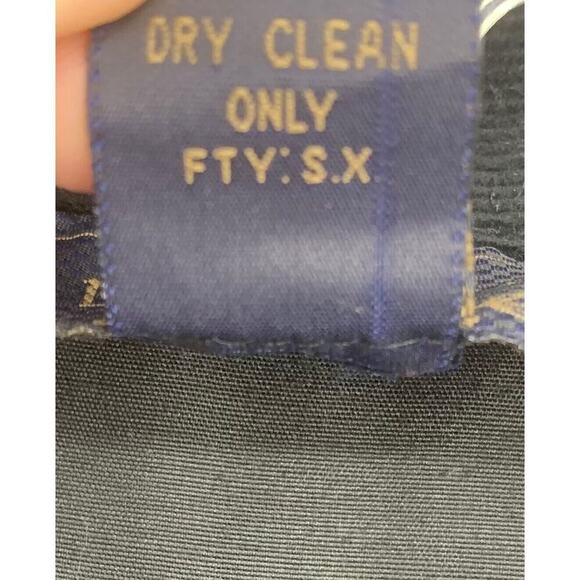 DRY CLEAN
ONLY
FTY: S.X